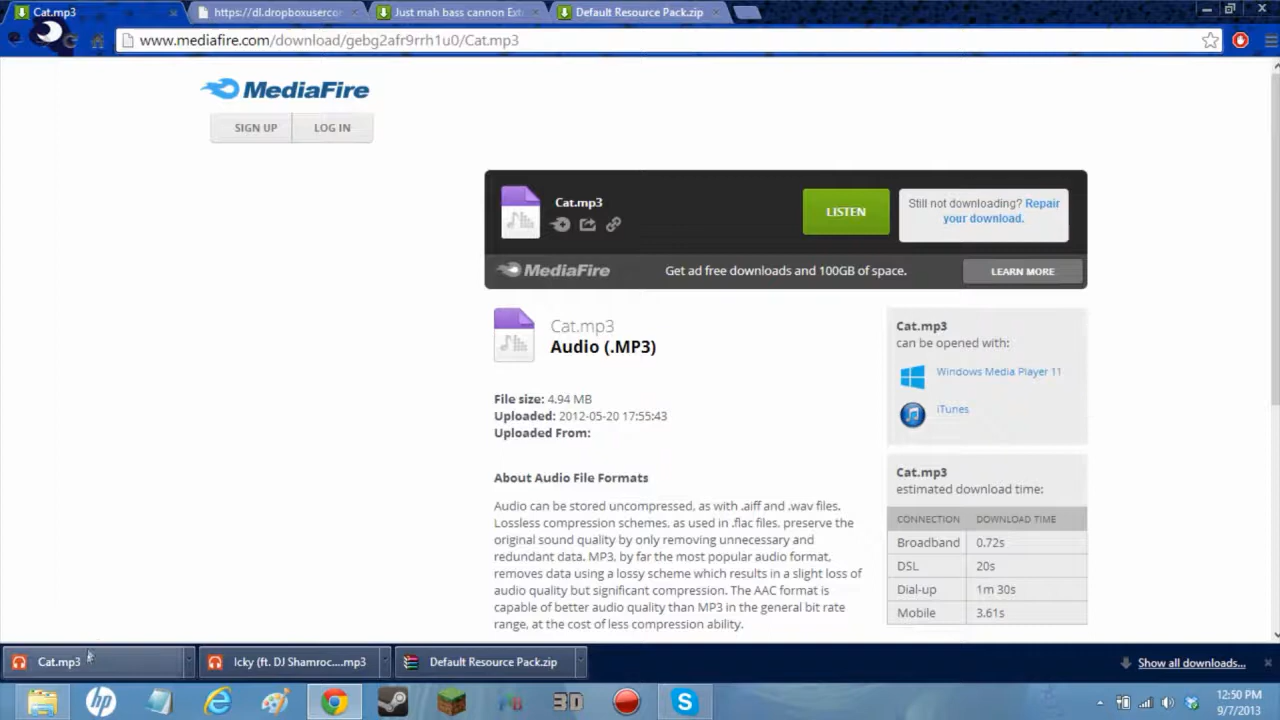 Cat.mp3
https://dl.dropboxuserco
Just mah bass cannon Ext
Default Resource Pack.zip
www.mediafire.com/download/gebg2afr9rrh1u0/Cat.mp3
MediaFire
SIGN UP
LOG IN
Cat.mp3
LISTEN
Still not downloading? Repair
your download.
MediaFire
Get ad free downloads and 100GB of space.
LEARN MORE
Cat.mp3
Audio (.MP3)
File size: 4.94 MB
Uploaded: 2012-05-20 17:55:43
Uploaded From:
About Audio File Formats
Audio can be stored uncompressed, as with .aiff and .wav files.
Lossless compression schemes, as used in .flac files, preserve the
original sound quality by only removing unnecessary and
redundant data. MP3, by far the most popular audio format,
removes data using a lossy scheme which results in a slight loss of
audio quality but significant compression. The AAC format is
capable of better audio quality than MP3 in the general bit rate
range, at the cost of less compression ability.
Cat.mp3
can be opened with:
Windows Media Player 11
iTunes
Cat.mp3
estimated download time:
CONNECTION DOWNLOAD TIME
Broadband 0.72s
DSL 20s
Dial-up 1m 30s
Mobile 3.61s
Cat.mp3
Icky (ft. DJ Shamroc....mp3
Default Resource Pack.zip
Show all downloads...
hp
3D
12:50 PM
9/7/2013